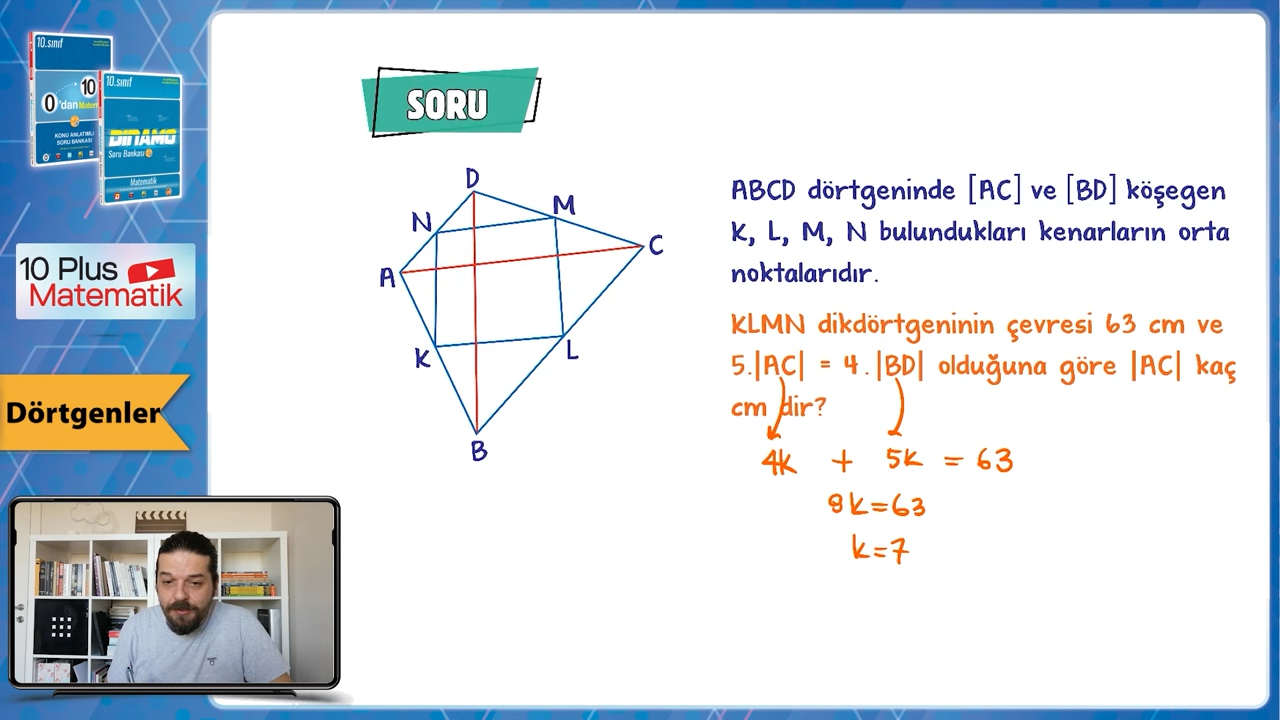 10.sınıf
0 10
'dan Matem
KONU ANLATIMLI
SORU BANKASI
10.sınıf
DİNAMO
Soru Bankası
Matematik
10 Plus
Matematik
Dörtgenler
SORU
D
N
M
C
A
K
L
B
ABCD dörtgeninde [AC] ve [BD] köşegen
K, L, M, N bulundukları kenarların orta
noktalarıdır.
KLMN dikdörtgeninin çevresi 63 cm ve
5.|AC| = 4.|BD| olduğuna göre |AC| kaç
cm dir?
4k + 5k = 63
9k=63
k=7